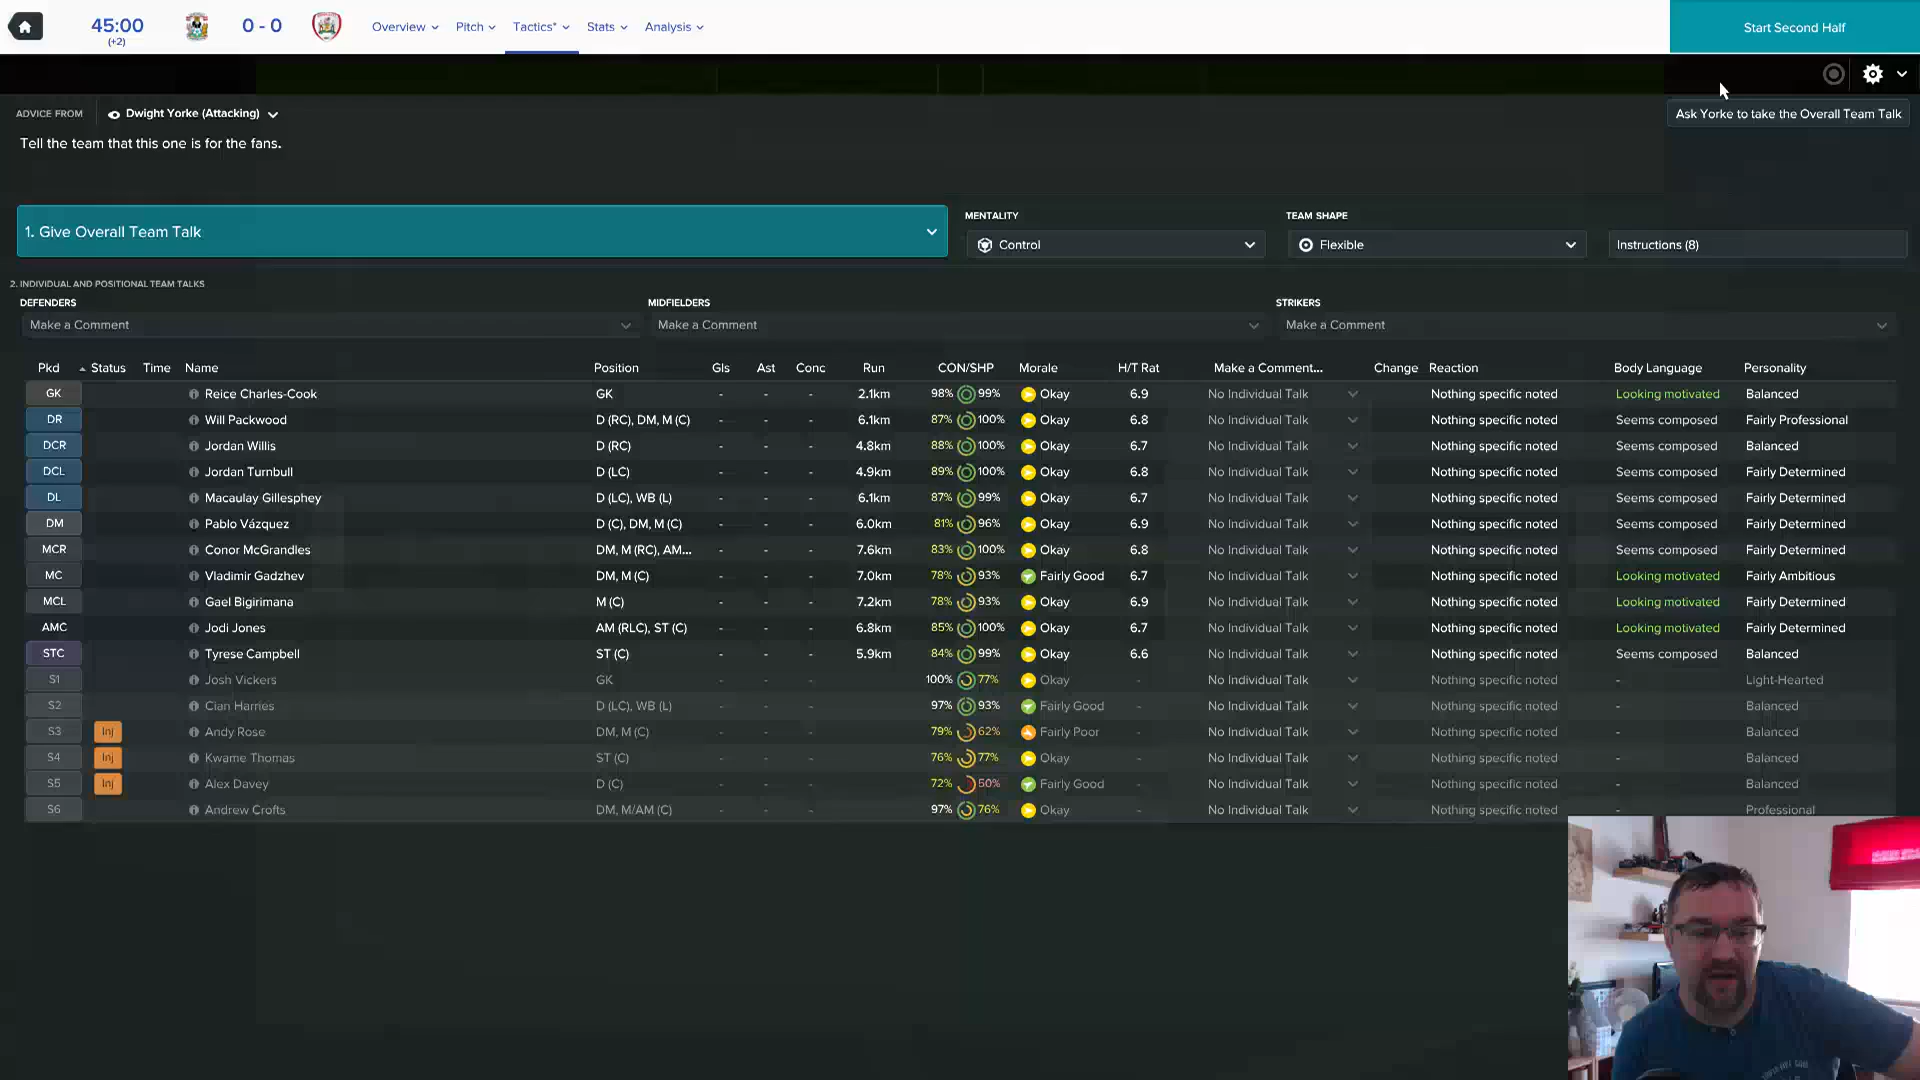 45:00 0 - 0 Overview Pitch Tactics* Stats Analysis Start Second Half
(+2)
ADVICE FROM Dwight Yorke (Attacking) Ask Yorke to take the Overall Team Talk
Tell the team that this one is for the fans.
MENTALITY TEAM SHAPE
1. Give Overall Team Talk Control Flexible Instructions (8)
2. INDIVIDUAL AND POSITIONAL TEAM TALKS
DEFENDERS MIDFIELDERS STRIKERS
Make a Comment Make a Comment Make a Comment
Pkd Status Time Name Position Gls Ast Conc Run CON/SHP Morale H/T Rat Make a Comment... Change Reaction Body Language Personality
GK Reice Charles-Cook GK - - - 2.1km 98% 99% Okay 6.9 No Individual Talk Nothing specific noted Looking motivated Balanced
DR Will Packwood D (RC), DM, M (C) - - - 6.1km 87% 100% Okay 6.8 No Individual Talk Nothing specific noted Seems composed Fairly Professional
DCR Jordan Willis D (RC) - - - 4.8km 88% 100% Okay 6.7 No Individual Talk Nothing specific noted Seems composed Balanced
DCL Jordan Turnbull D (LC) - - - 4.9km 89% 100% Okay 6.8 No Individual Talk Nothing specific noted Seems composed Fairly Determined
DL Macaulay Gillesphey D (LC), WB (L) - - - 6.1km 87% 99% Okay 6.7 No Individual Talk Nothing specific noted Seems composed Fairly Determined
DM Pablo Vázquez D (C), DM, M (C) - - - 6.0km 81% 96% Okay 6.9 No Individual Talk Nothing specific noted Seems composed Fairly Determined
MCR Conor McGrandles DM, M (RC), AM... - - - 7.6km 83% 100% Okay 6.8 No Individual Talk Nothing specific noted Seems composed Fairly Determined
MC Vladimir Gadzhev DM, M (C) - - - 7.0km 78% 93% Fairly Good 6.7 No Individual Talk Nothing specific noted Looking motivated Fairly Ambitious
MCL Gael Bigirimana M (C) - - - 7.2km 78% 93% Okay 6.9 No Individual Talk Nothing specific noted Looking motivated Fairly Determined
AMC Jodi Jones AM (RLC), ST (C) - - - 6.8km 85% 100% Okay 6.7 No Individual Talk Nothing specific noted Looking motivated Fairly Determined
STC Tyrese Campbell ST (C) - - - 5.9km 84% 99% Okay 6.6 No Individual Talk Nothing specific noted Seems composed Balanced
S1 Josh Vickers GK 100% 77% Okay - No Individual Talk Nothing specific noted - Light-Hearted
S2 Cian Harries D (LC), WB (L) 97% 93% Fairly Good - No Individual Talk Nothing specific noted - Balanced
S3 Inj Andy Rose DM, M (C) 79% 62% Fairly Poor - No Individual Talk Nothing specific noted - Balanced
S4 Inj Kwame Thomas ST (C) 76% 77% Okay - No Individual Talk Nothing specific noted - Balanced
S5 Inj Alex Davey D (C) 72% 50% Fairly Good - No Individual Talk Nothing specific noted - Balanced
S6 Andrew Crofts DM, M/AM (C) 97% 76% Okay - No Individual Talk Nothing specific noted - Professional